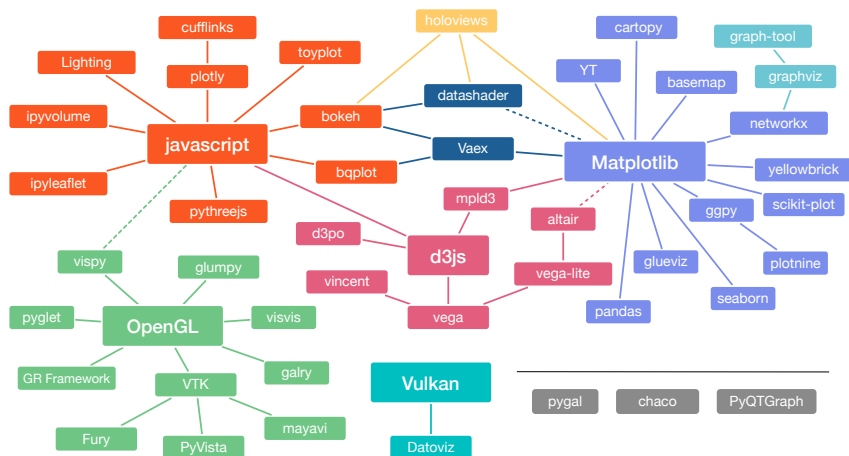 cufflinks
holoviews
cartopy
graph-tool
toyplot
Lighting
plotly
YT
basemap
graphviz
datashader
ipyvolume
bokeh
networkx
javascript
Vaex
Matplotlib
bqplot
yellowbrick
ipyleaflet
mpld3
scikit-plot
pythreejs
altair
ggpy
d3po
vispy
glumpy
d3js
glueviz
plotnine
vincent
vega-lite
seaborn
pandas
pyglet
OpenGL
visvis
vega
GR Framework
VTK
galry
Vulkan
pygal
chaco
PyQTGraph
mayavi
Fury
PyVista
Datoviz